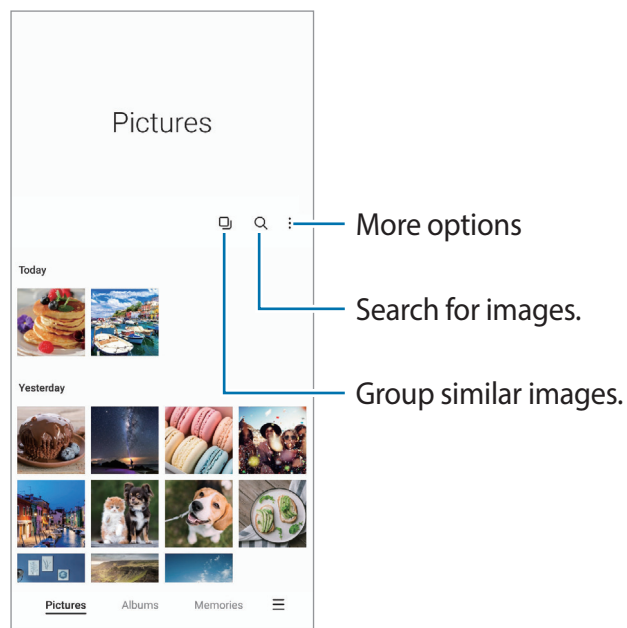 Pictures
More options
Today
Search for images.
Yesterday
Group similar images.
Pictures Albums Memories